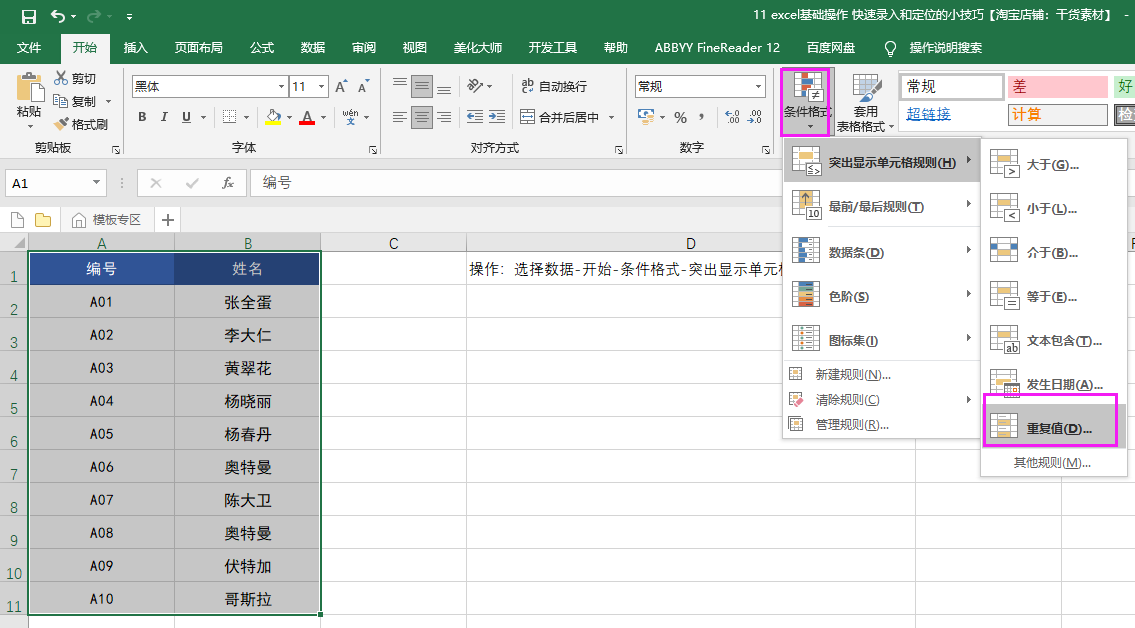 11 excel基础操作 快速录入和定位的小技巧【淘宝店铺：干货素材】 -
文件 开始 插入 页面布局 公式 数据 审阅 视图 美化大师 开发工具 帮助 ABBYY FineReader 12 百度网盘 操作说明搜索
剪切
复制
格式刷
粘贴
剪贴板
黑体 11 A A
B I U A wén 文
字体
ab 自动换行
合并后居中
对齐方式
常规
% , .00 .00
数字
条件格式
套用
表格格式
常规 差 好
超链接 计算 检
A1 fx 编号
模板专区
A B C D
1 编号 姓名 操作：选择数据-开始-条件格式-突出显示单元
2 A01 张全蛋
3 A02 李大仁
4 A03 黄翠花
5 A04 杨晓丽
6 A05 杨春丹
7 A06 奥特曼
8 A07 陈大卫
9 A08 奥特曼
10 A09 伏特加
11 A10 哥斯拉
突出显示单元格规则(H)
最前/最后规则(T)
数据条(D)
色阶(S)
图标集(I)
新建规则(N)...
清除规则(C)
管理规则(R)...
大于(G)...
小于(L)...
介于(B)...
等于(E)...
文本包含(T)...
发生日期(A)...
重复值(D)...
其他规则(M)...